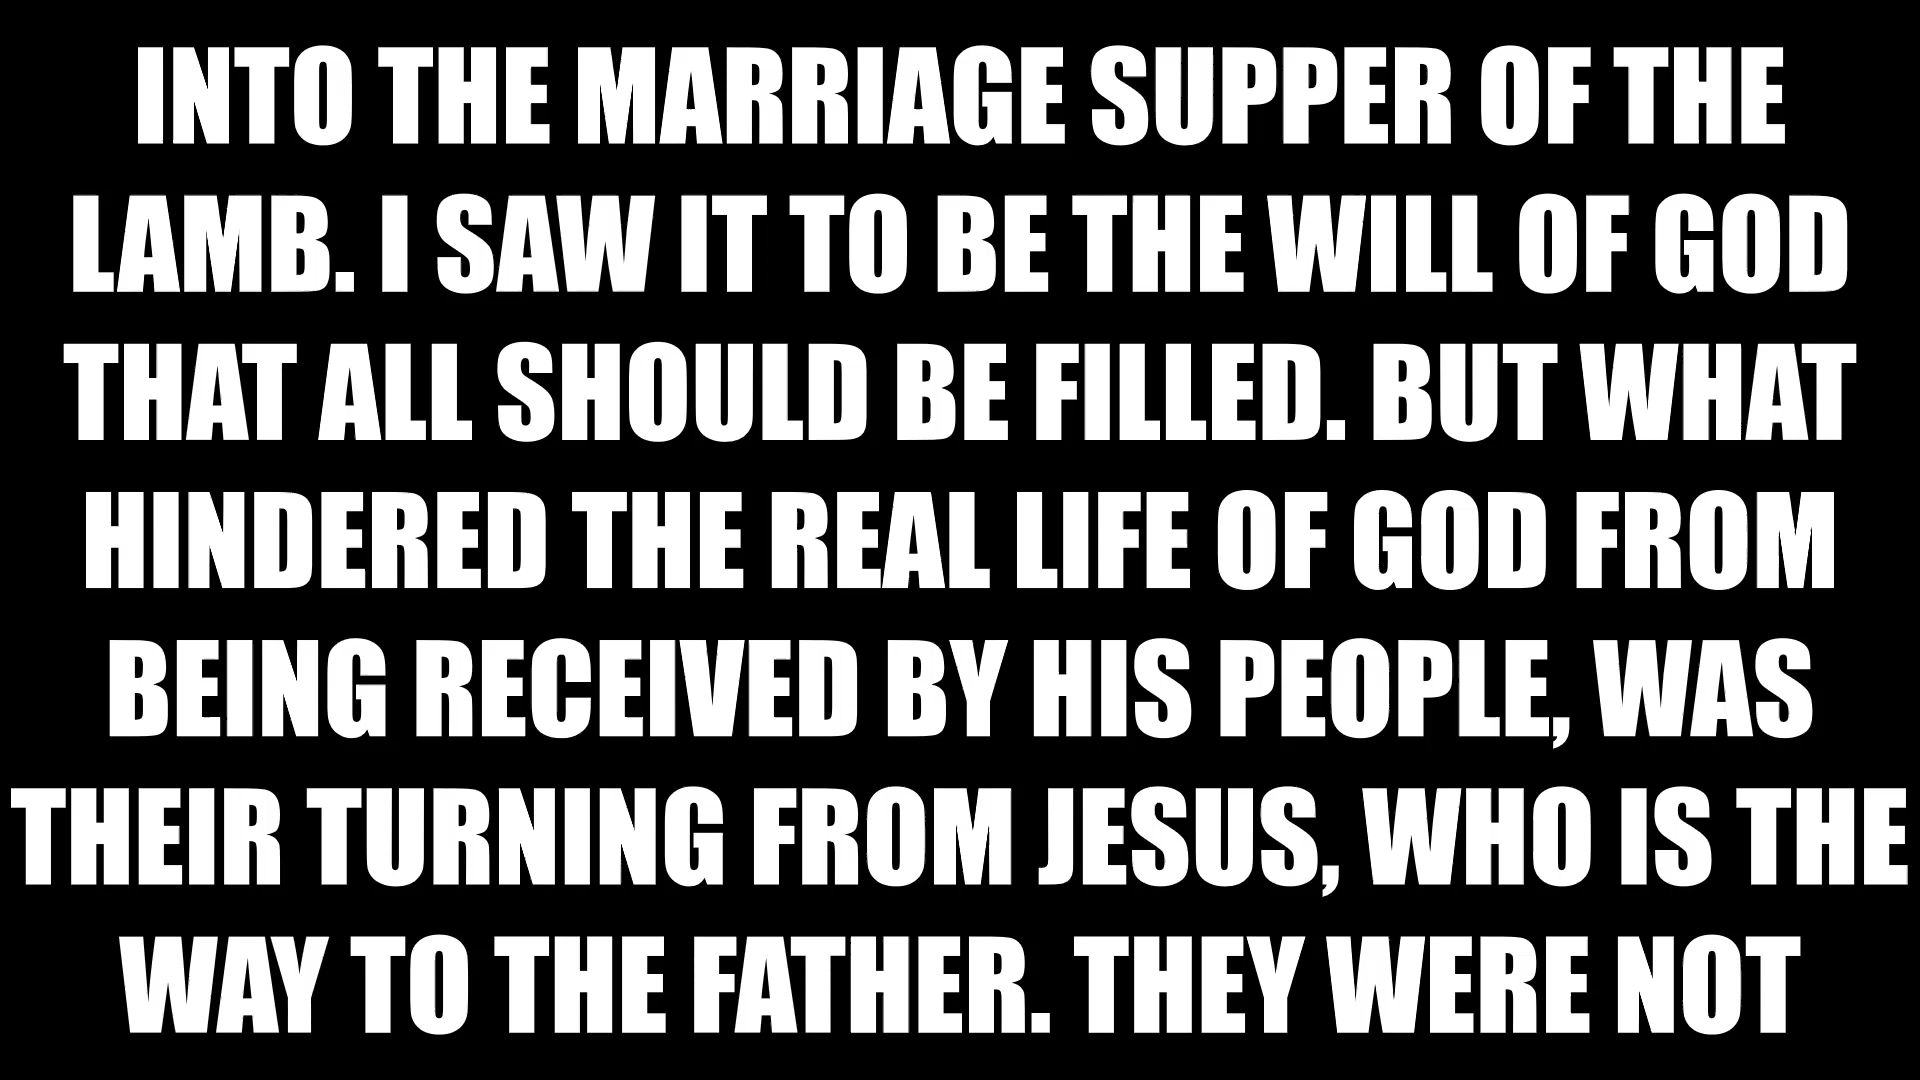 INTO THE MARRIAGE SUPPER OF THE
LAMB. I SAW IT TO BE THE WILL OF GOD
THAT ALL SHOULD BE FILLED. BUT WHAT
HINDERED THE REAL LIFE OF GOD FROM
BEING RECEIVED BY HIS PEOPLE, WAS
THEIR TURNING FROM JESUS, WHO IS THE
WAY TO THE FATHER. THEY WERE NOT